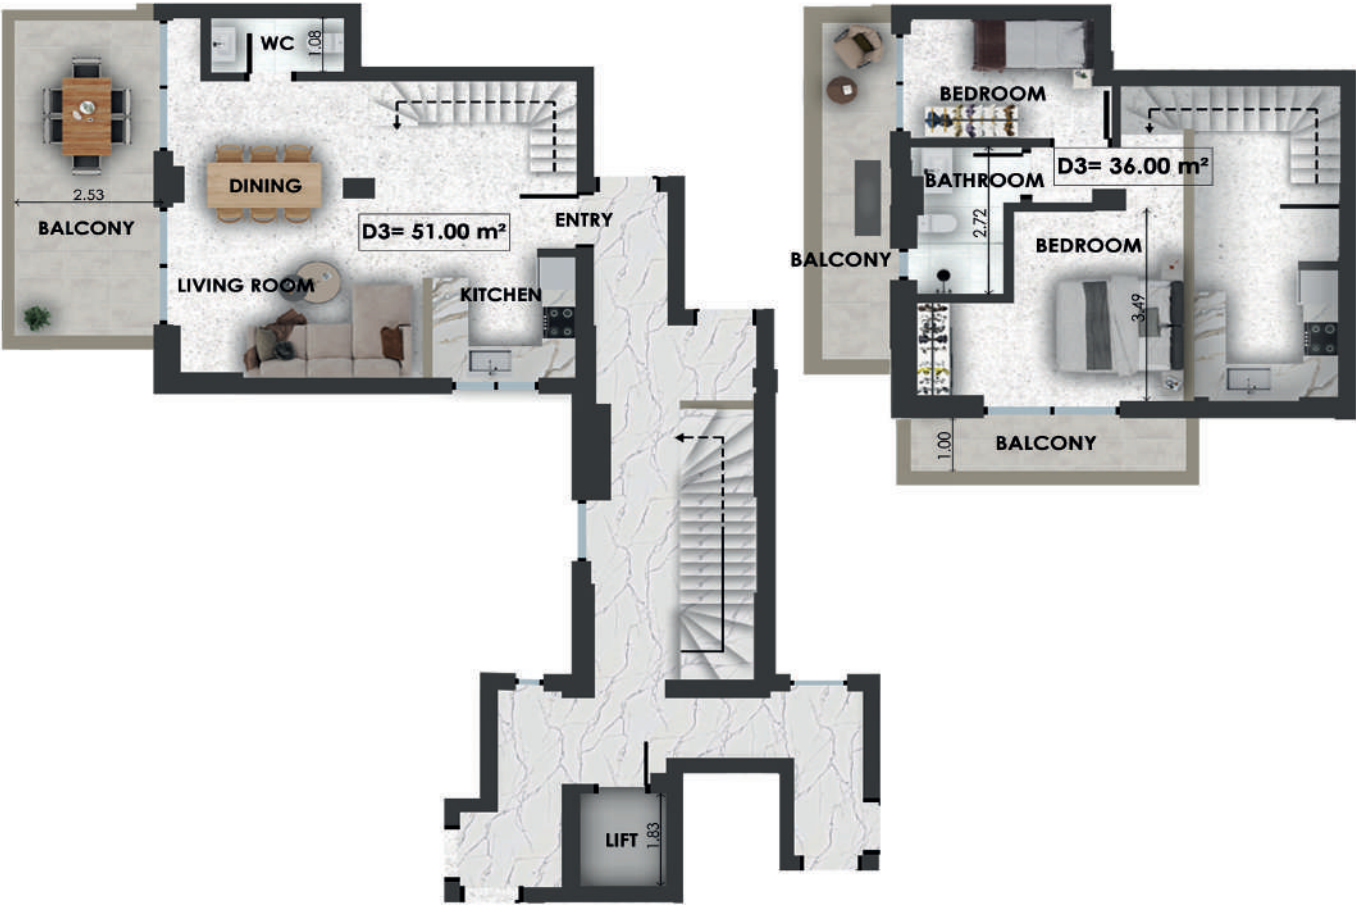 WC
1.08
DINING
2.53
BALCONY
D3= 51.00 m²
ENTRY
LIVING ROOM
KITCHEN
LIFT
1.83
BEDROOM
D3= 36.00 m²
BATHROOM
2.72
BEDROOM
BALCONY
3.49
1.00
BALCONY